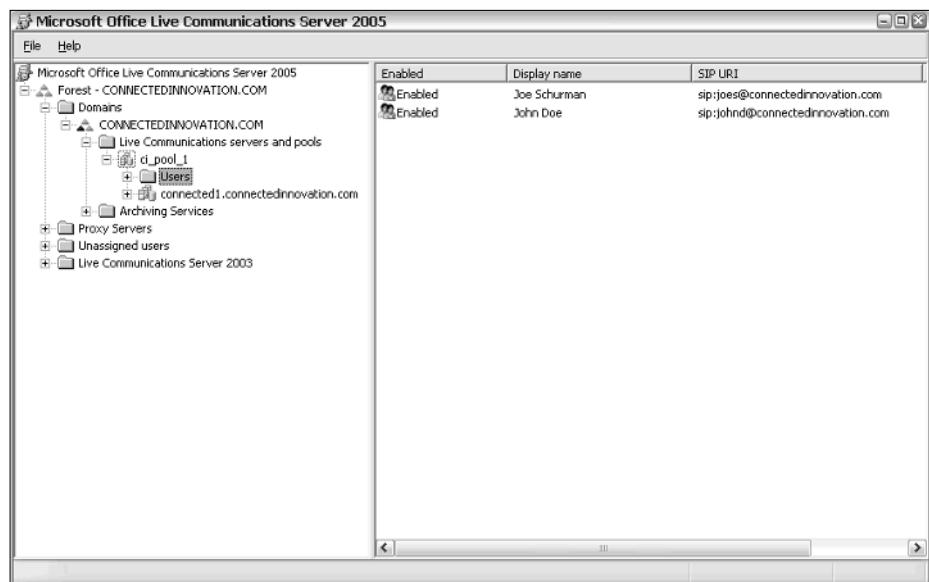 Microsoft Office Live Communications Server 2005
File Help
Microsoft Office Live Communications Server 2005
Forest - CONNECTEDINNOVATION.COM
Domains
CONNECTEDINNOVATION.COM
Live Communications servers and pools
ci_pool_1
Users
connected1.connectedinnovation.com
Archiving Services
Proxy Servers
Unassigned users
Live Communications Server 2003
Enabled Display name SIP URI
Enabled Joe Schurman sip:joes@connectedinnovation.com
Enabled John Doe sip:johnd@connectedinnovation.com